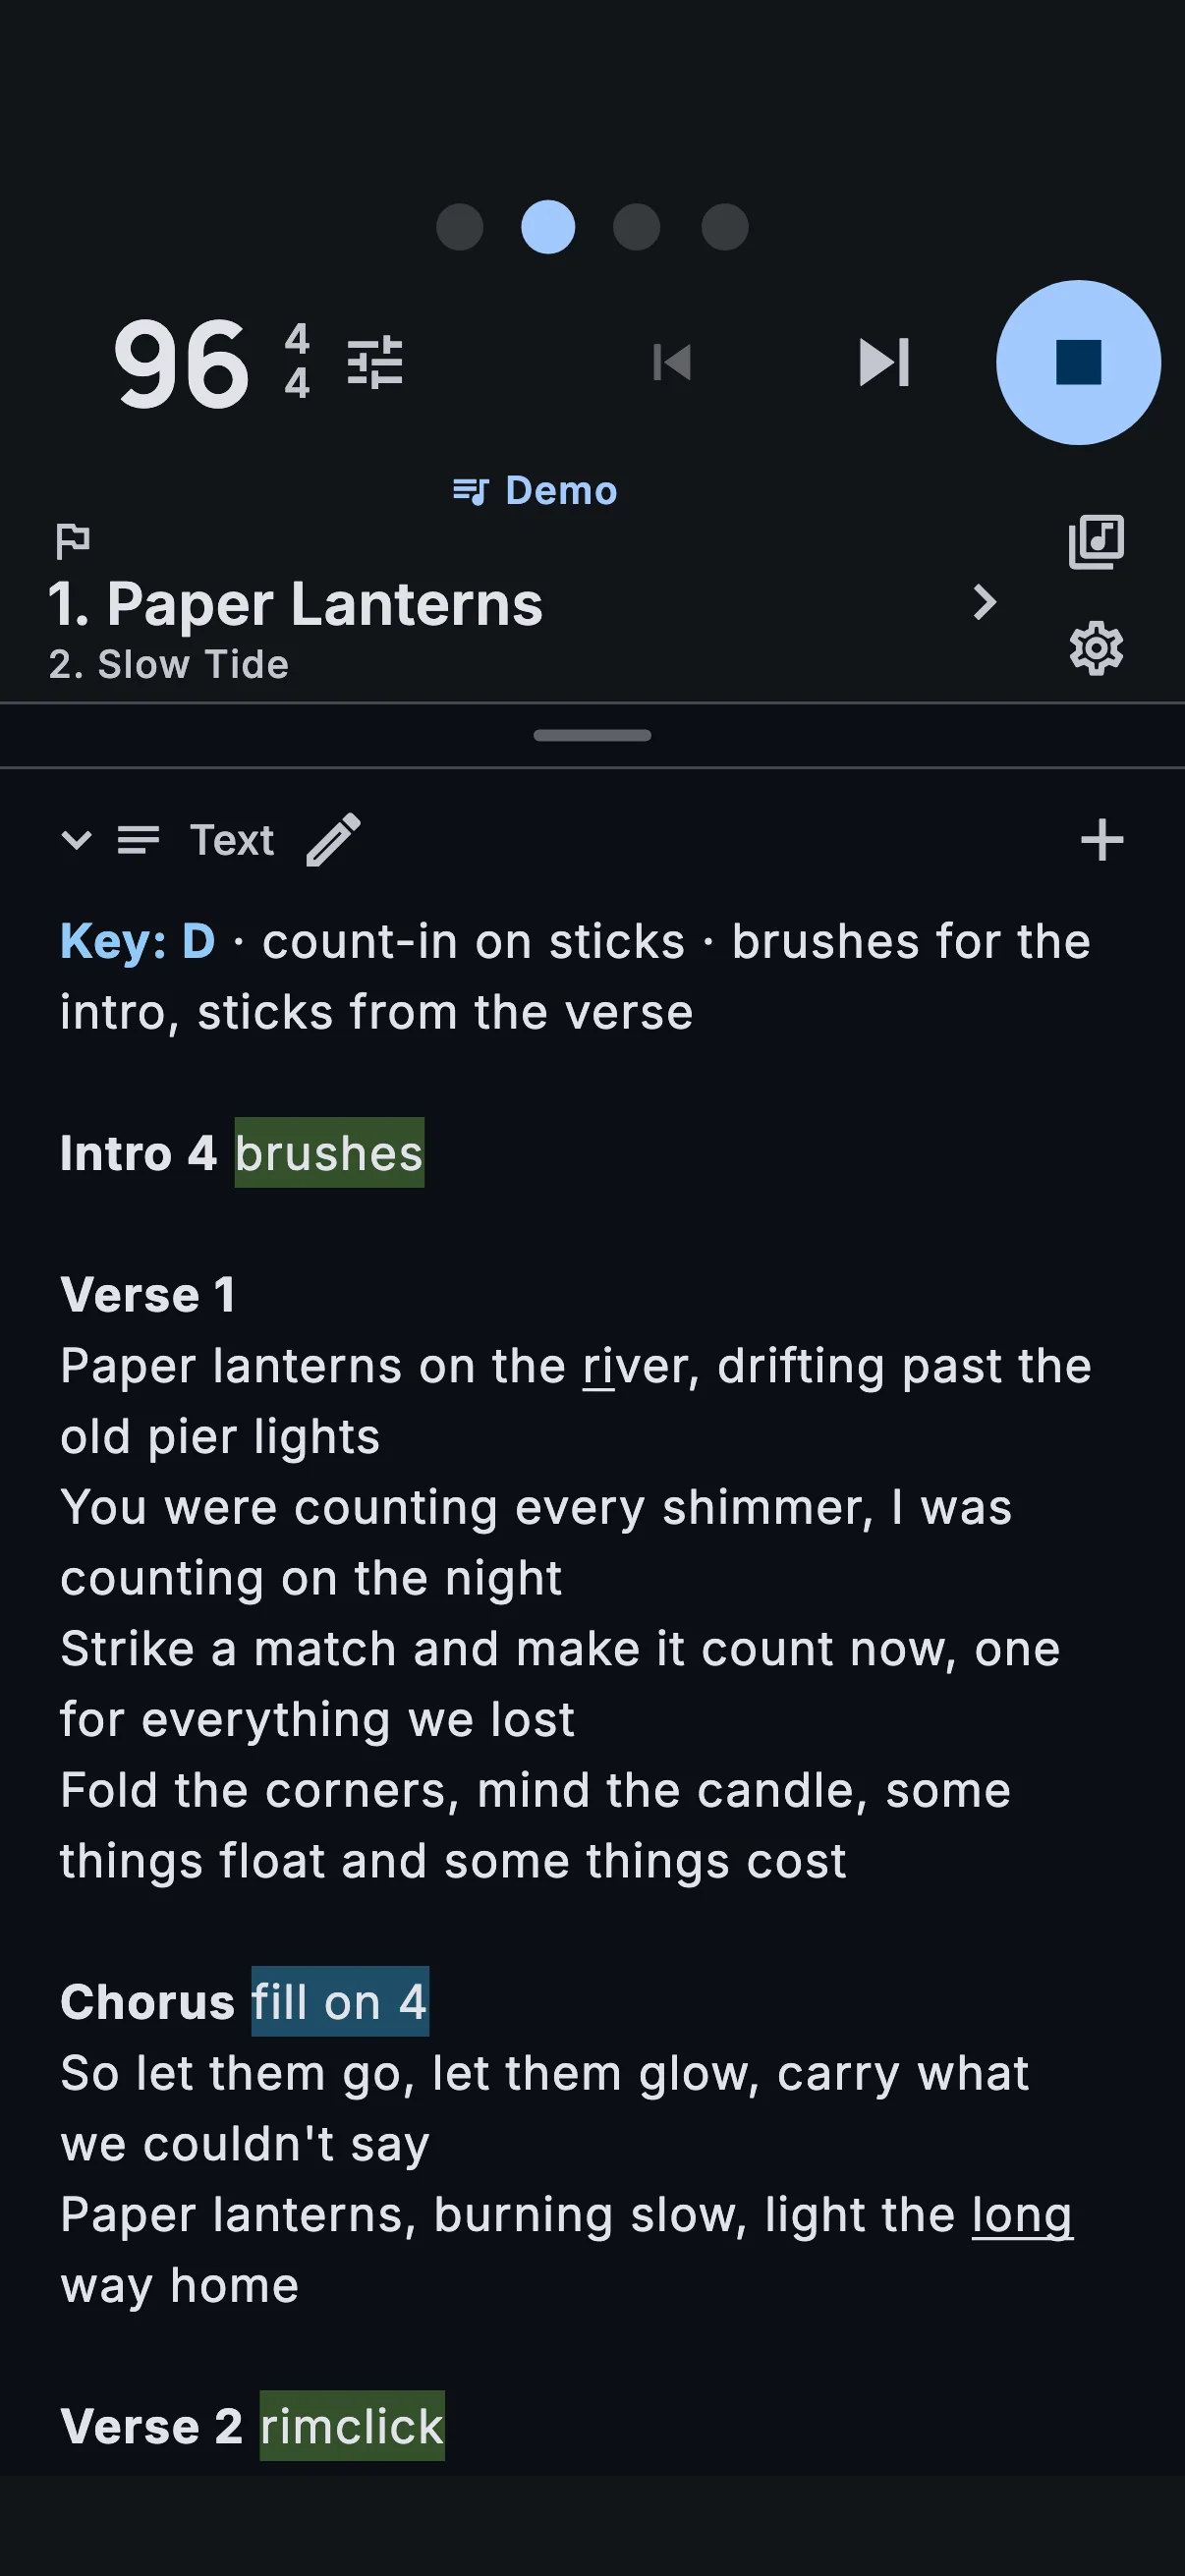 96
4
4
Demo
1. Paper Lanterns
2. Slow Tide
Text
Key: D · count-in on sticks · brushes for the
intro, sticks from the verse
Intro 4 brushes
Verse 1
Paper lanterns on the river, drifting past the
old pier lights
You were counting every shimmer, I was
counting on the night
Strike a match and make it count now, one
for everything we lost
Fold the corners, mind the candle, some
things float and some things cost
Chorus fill on 4
So let them go, let them glow, carry what
we couldn't say
Paper lanterns, burning slow, light the long
way home
Verse 2 rimclick